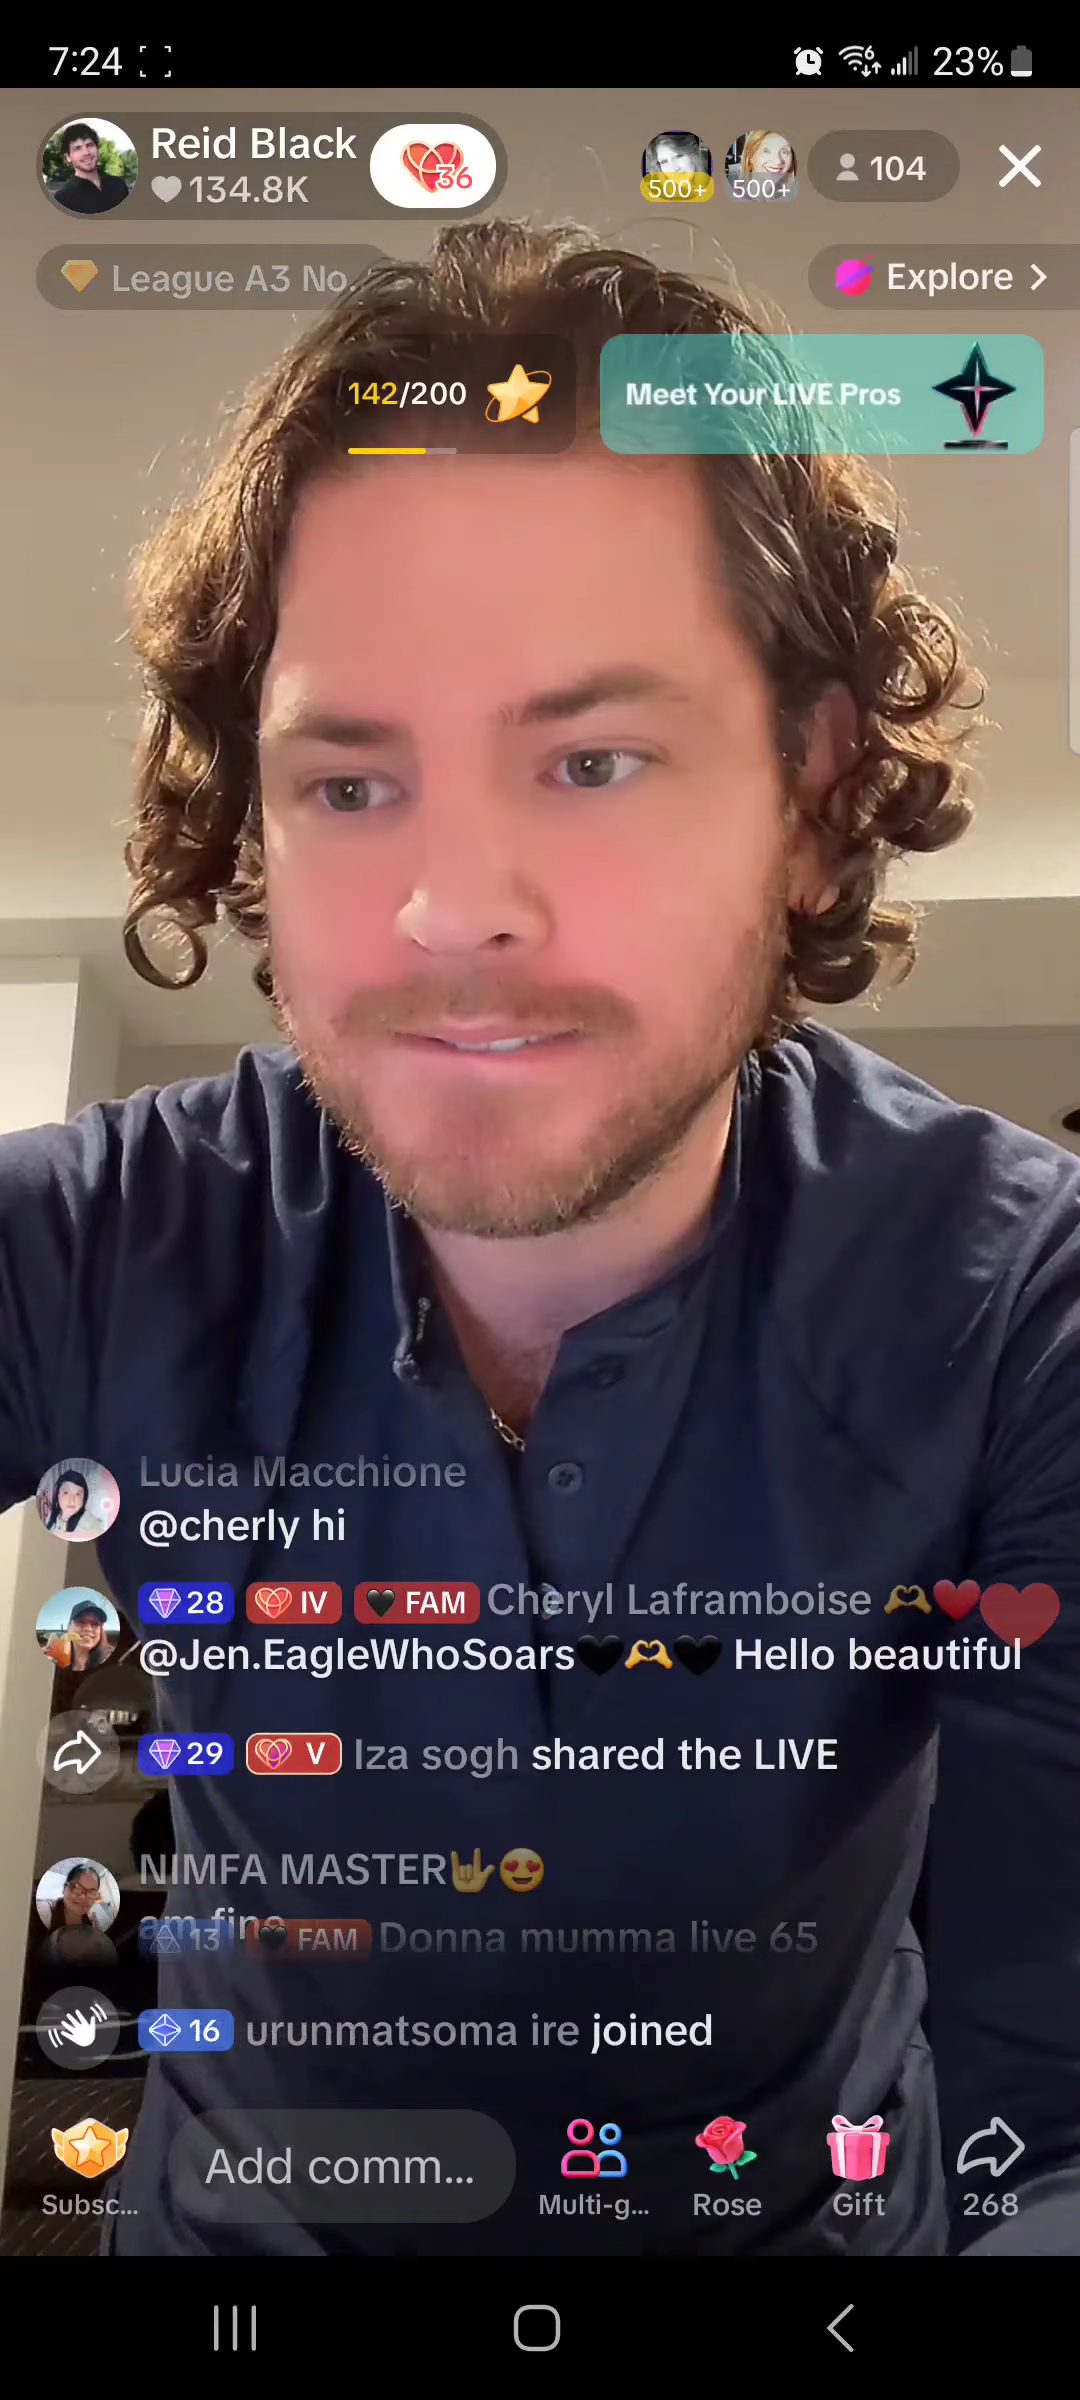 7:24
23%
Reid Black
134.8K
36
500+
500+
104
League A3 No.
Explore
142/200
Meet Your LIVE Pros
Lucia Macchione
@cherly hi
28 IV 🖤 FAM Cheryl Laframboise 🫶❤️
@Jen.EagleWhoSoars🖤🫶🖤 Hello beautiful
29 V Iza sogh shared the LIVE
NIMFA MASTER🤟😍
am fine
13 🖤 FAM Donna mumma live 65
16 urunmatsoma ire joined
Subsc...
Add comm...
Multi-g...
Rose
Gift
268